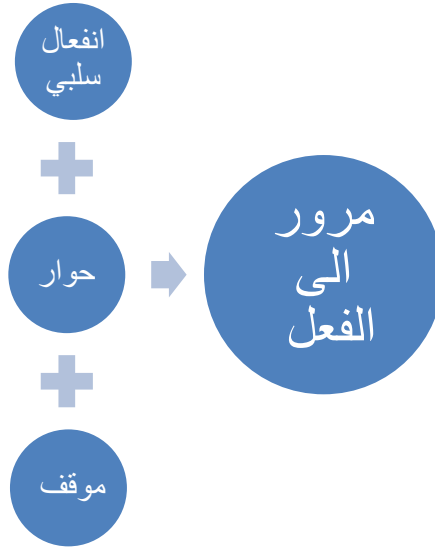 انفعال
سلبي
حوار
موقف
مرور
الى
الفعل